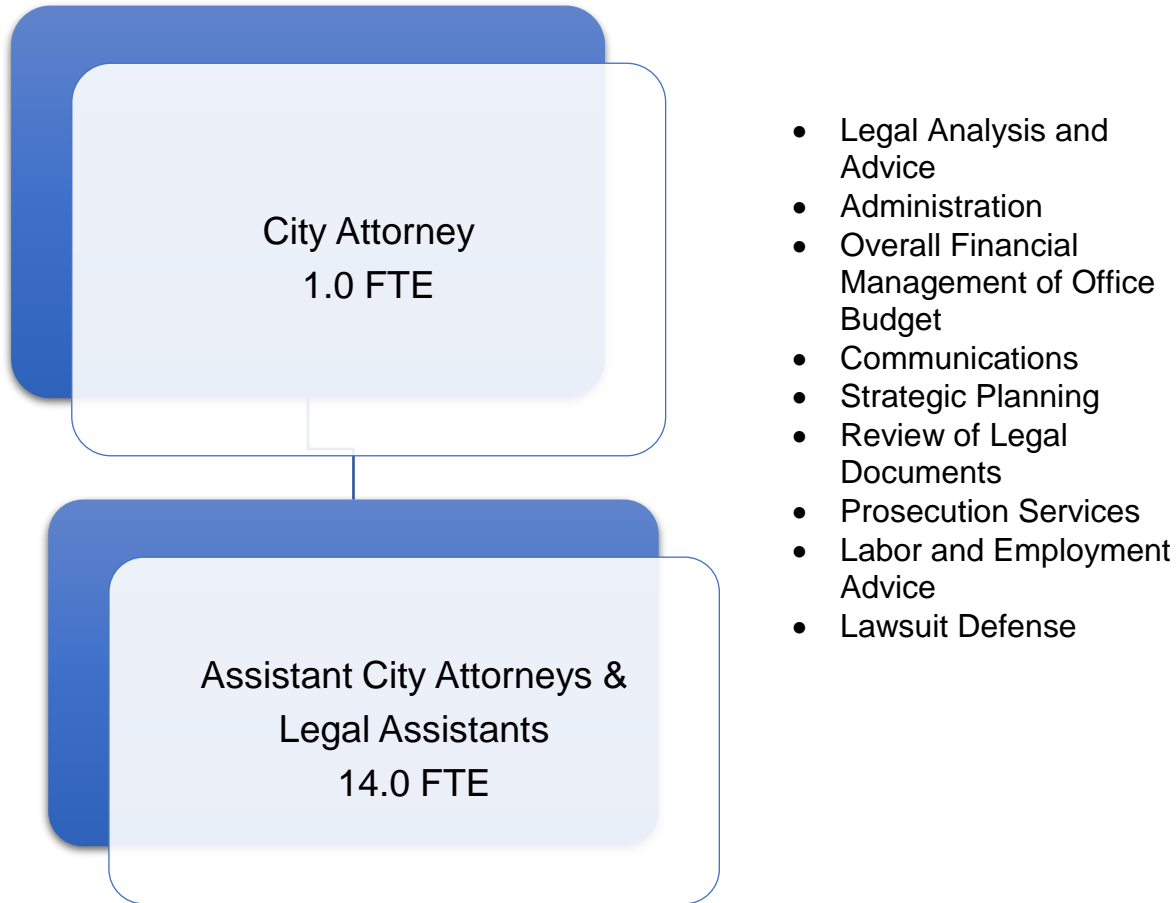 City Attorney
1.0 FTE
Assistant City Attorneys &
Legal Assistants
14.0 FTE
• Legal Analysis and
Advice
• Administration
• Overall Financial
Management of Office
Budget
• Communications
• Strategic Planning
• Review of Legal
Documents
• Prosecution Services
• Labor and Employment
Advice
• Lawsuit Defense